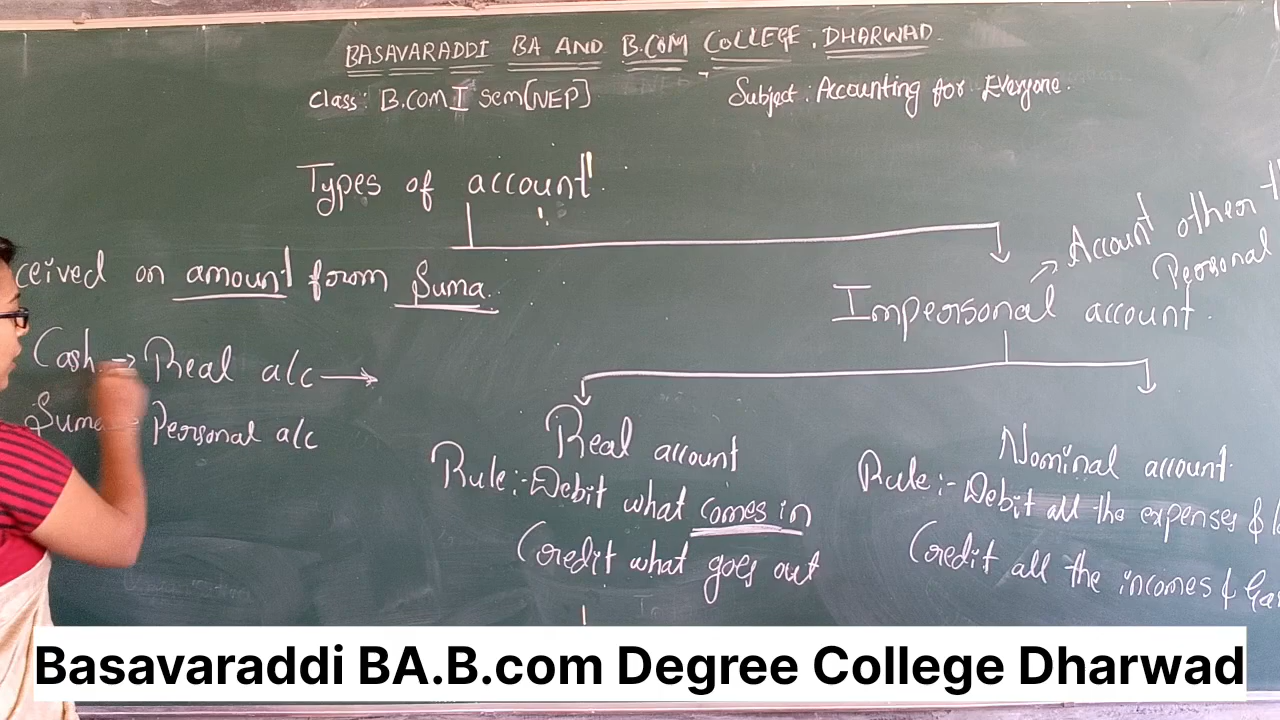 BASAVARADDI BA AND B.COM COLLEGE, DHARWAD.
Class: B.Com I Sem[NEP]
Subject: Accounting for Everyone.
Types of account
ceived on amount from Suma.
Account other
Personal
Impersonal account.
Cash → Real a/c →
Suma → Personal a/c
Real account
Rule:- Debit what comes in
Credit what goes out
Nominal account.
Rule:- Debit all the expenses &
Credit all the incomes &
Basavaraddi BA.B.com Degree College Dharwad